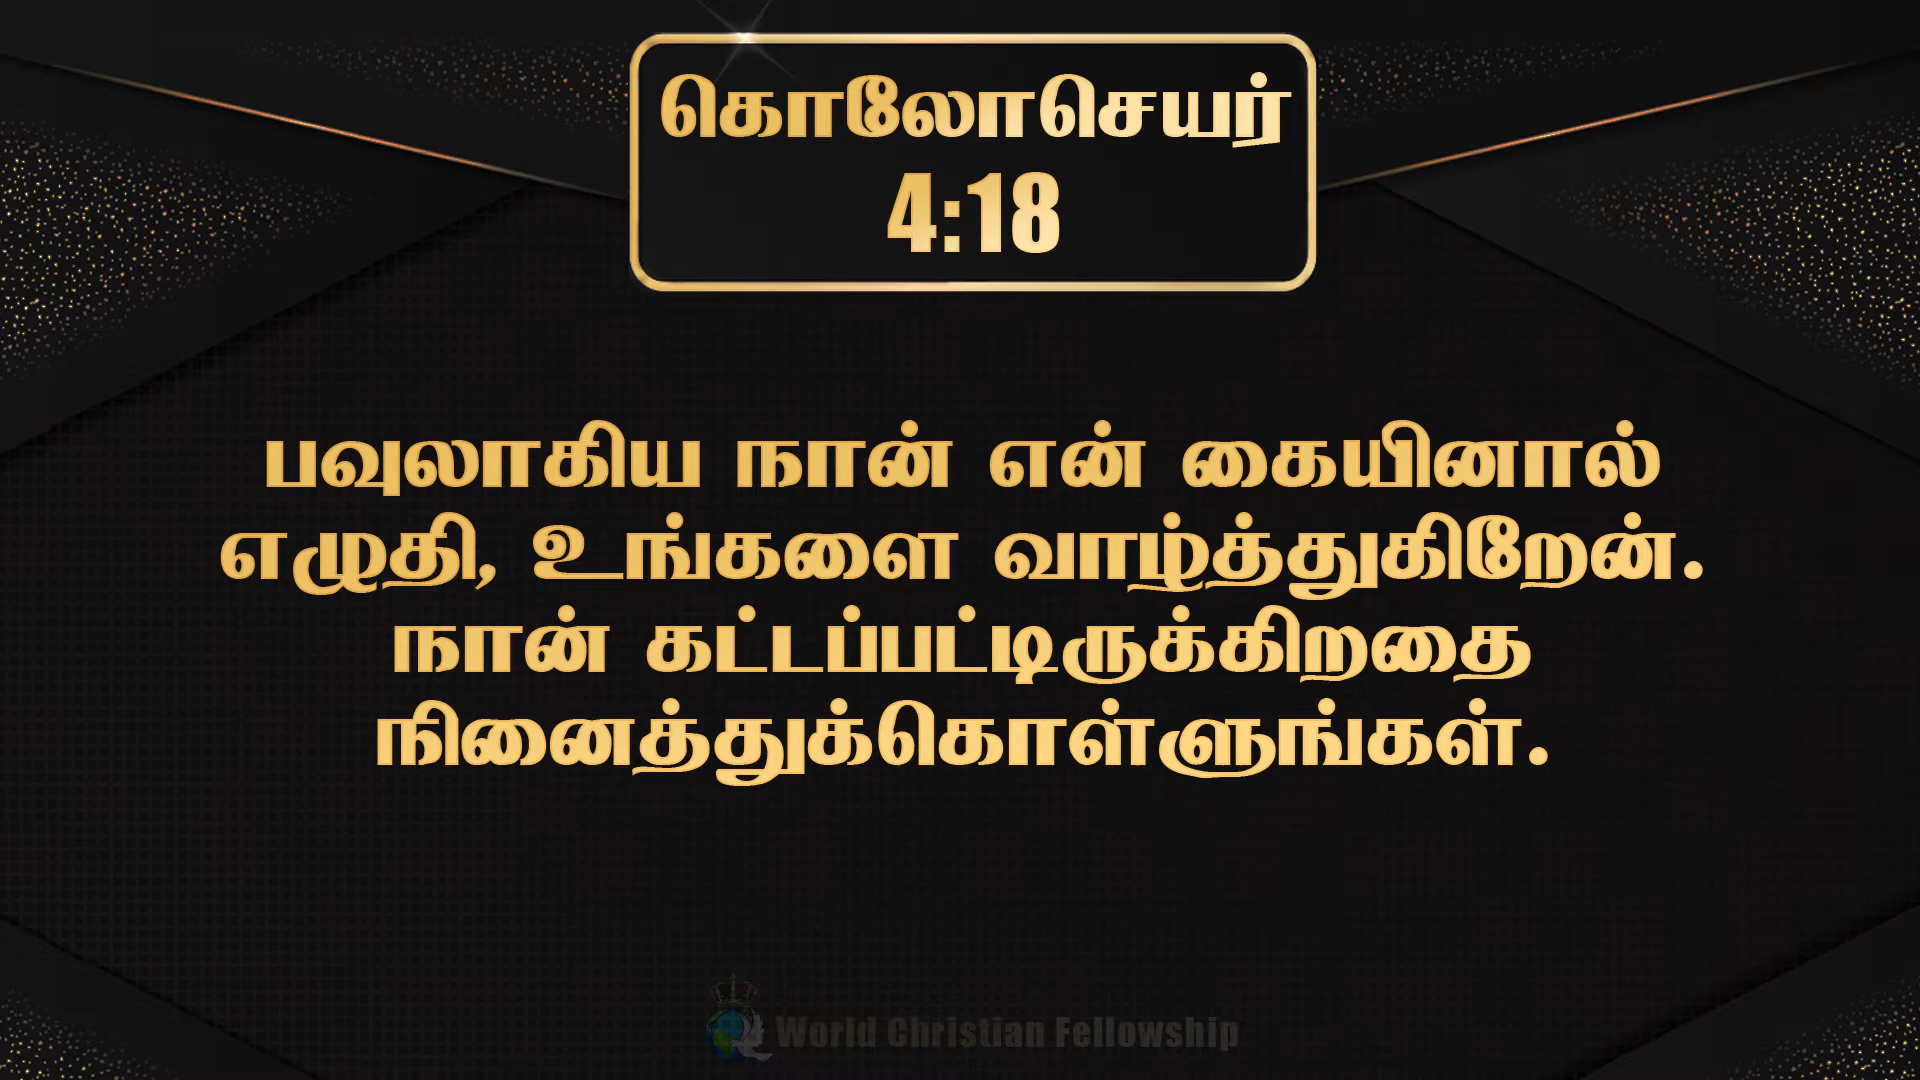 கொலோசெயர்
4:18
பவுலாகிய நான் என் கையினால்
எழுதி, உங்களை வாழ்த்துகிறேன்.
நான் கட்டப்பட்டிருக்கிறதை
நினைத்துக்கொள்ளுங்கள்.
World Christian Fellowship